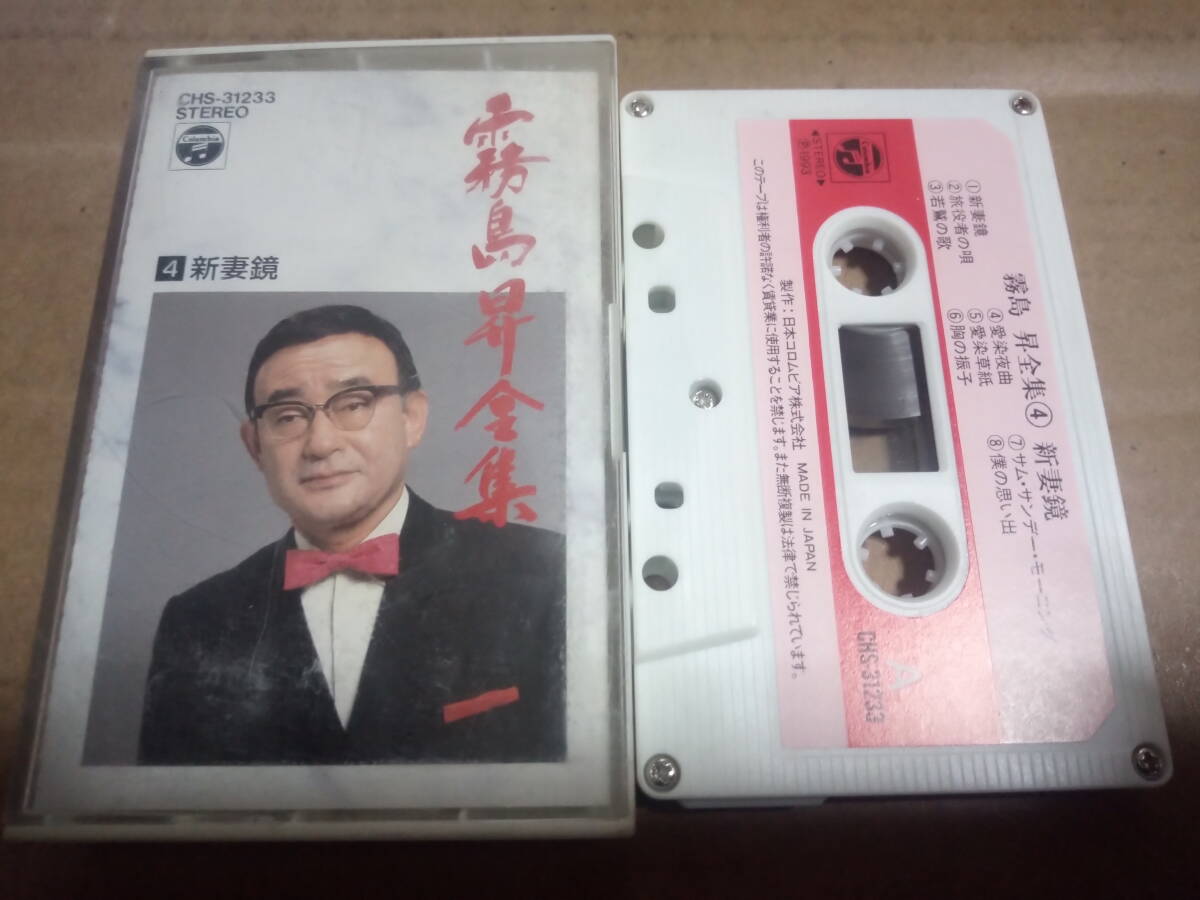 CHS-31233
STEREO
Columbia
霧島昇全集
4 新妻鏡
Columbia
◀STEREO▶
℗1993
①新妻鏡
②旅役者の唄
③若鷲の歌
霧島 昇全集④ 新妻鏡
④愛染夜曲
⑤愛染草紙
⑥胸の振子
⑦サム・サンデー・モーニング
⑧僕の思い出
製作：日本コロムビア株式会社 MADE IN JAPAN
このテープは権利者の許諾なく賃貸業に使用することを禁じます。また無断複製は法律で禁じられています。
A
CHS-31233